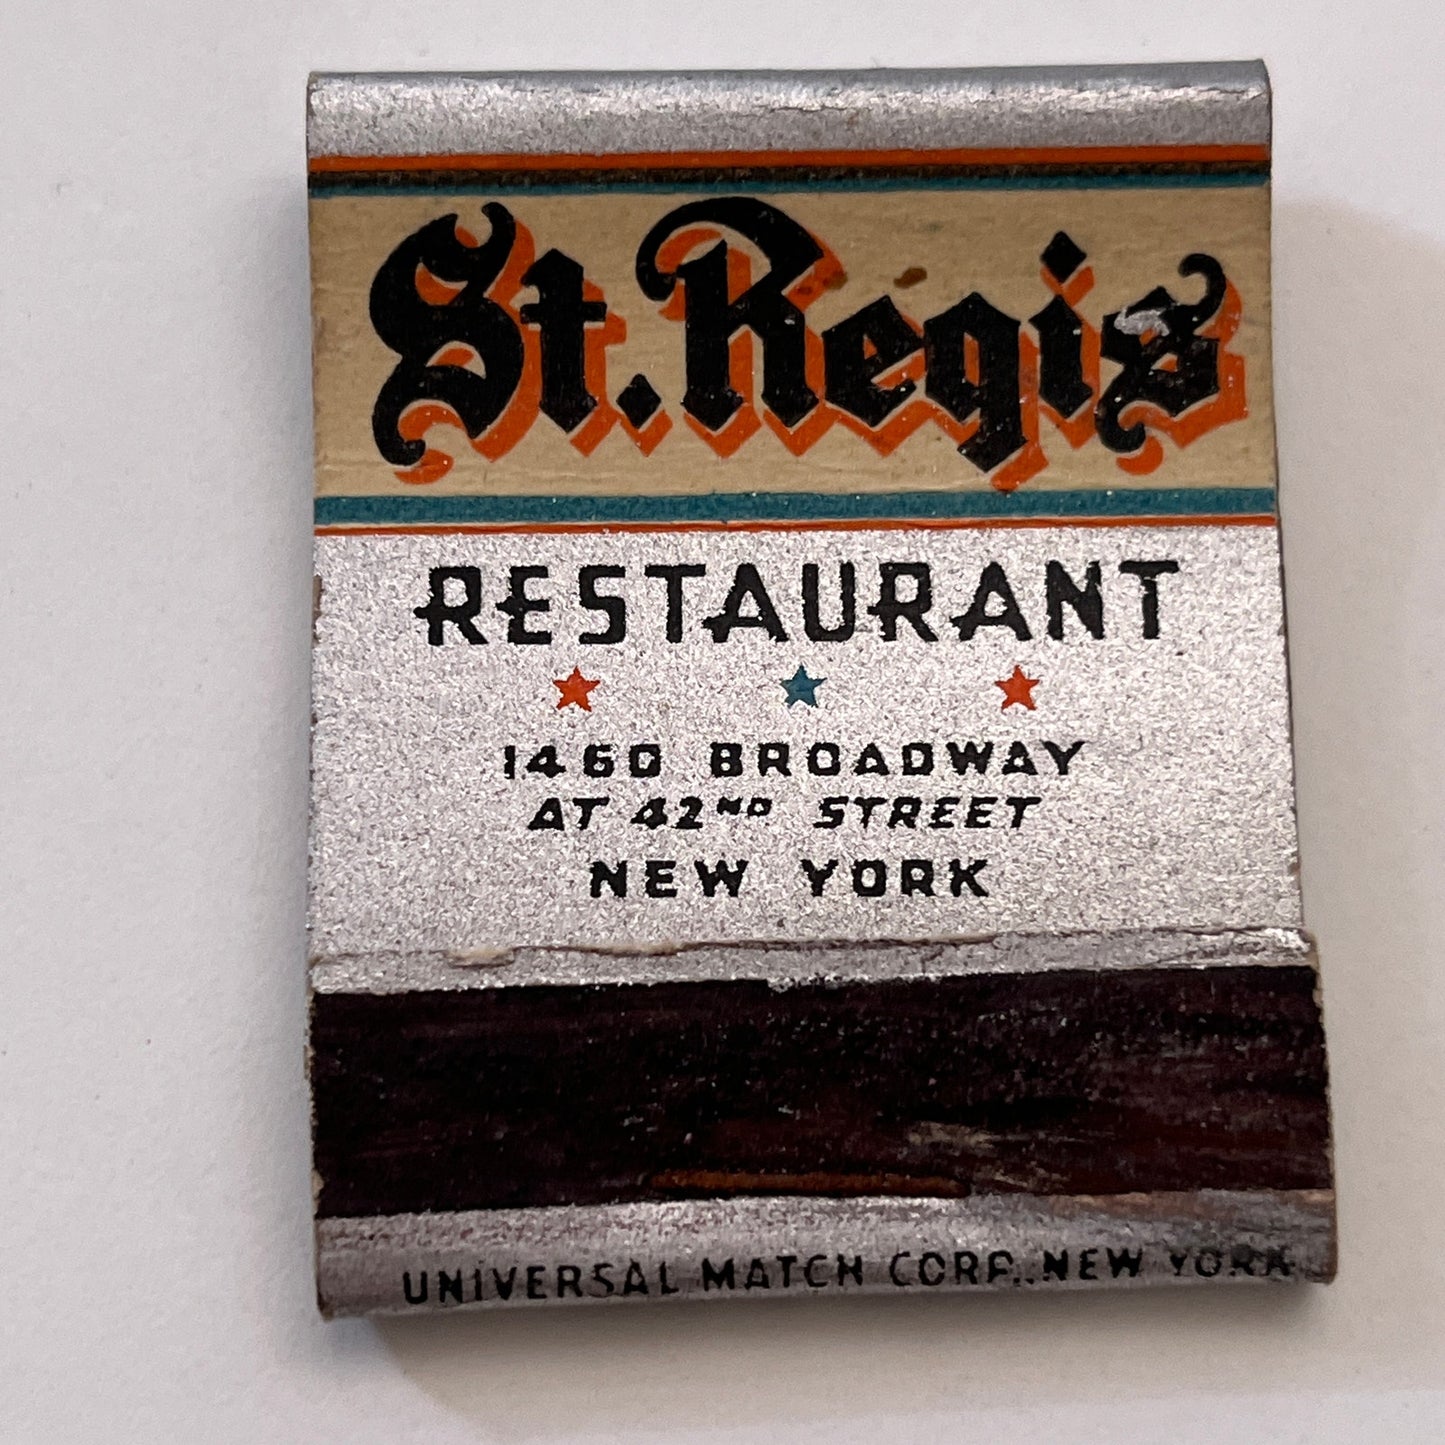 St. Regis
RESTAURANT
1460 BROADWAY
AT 42ND STREET
NEW YORK
UNIVERSAL MATCH CORP., NEW YORK